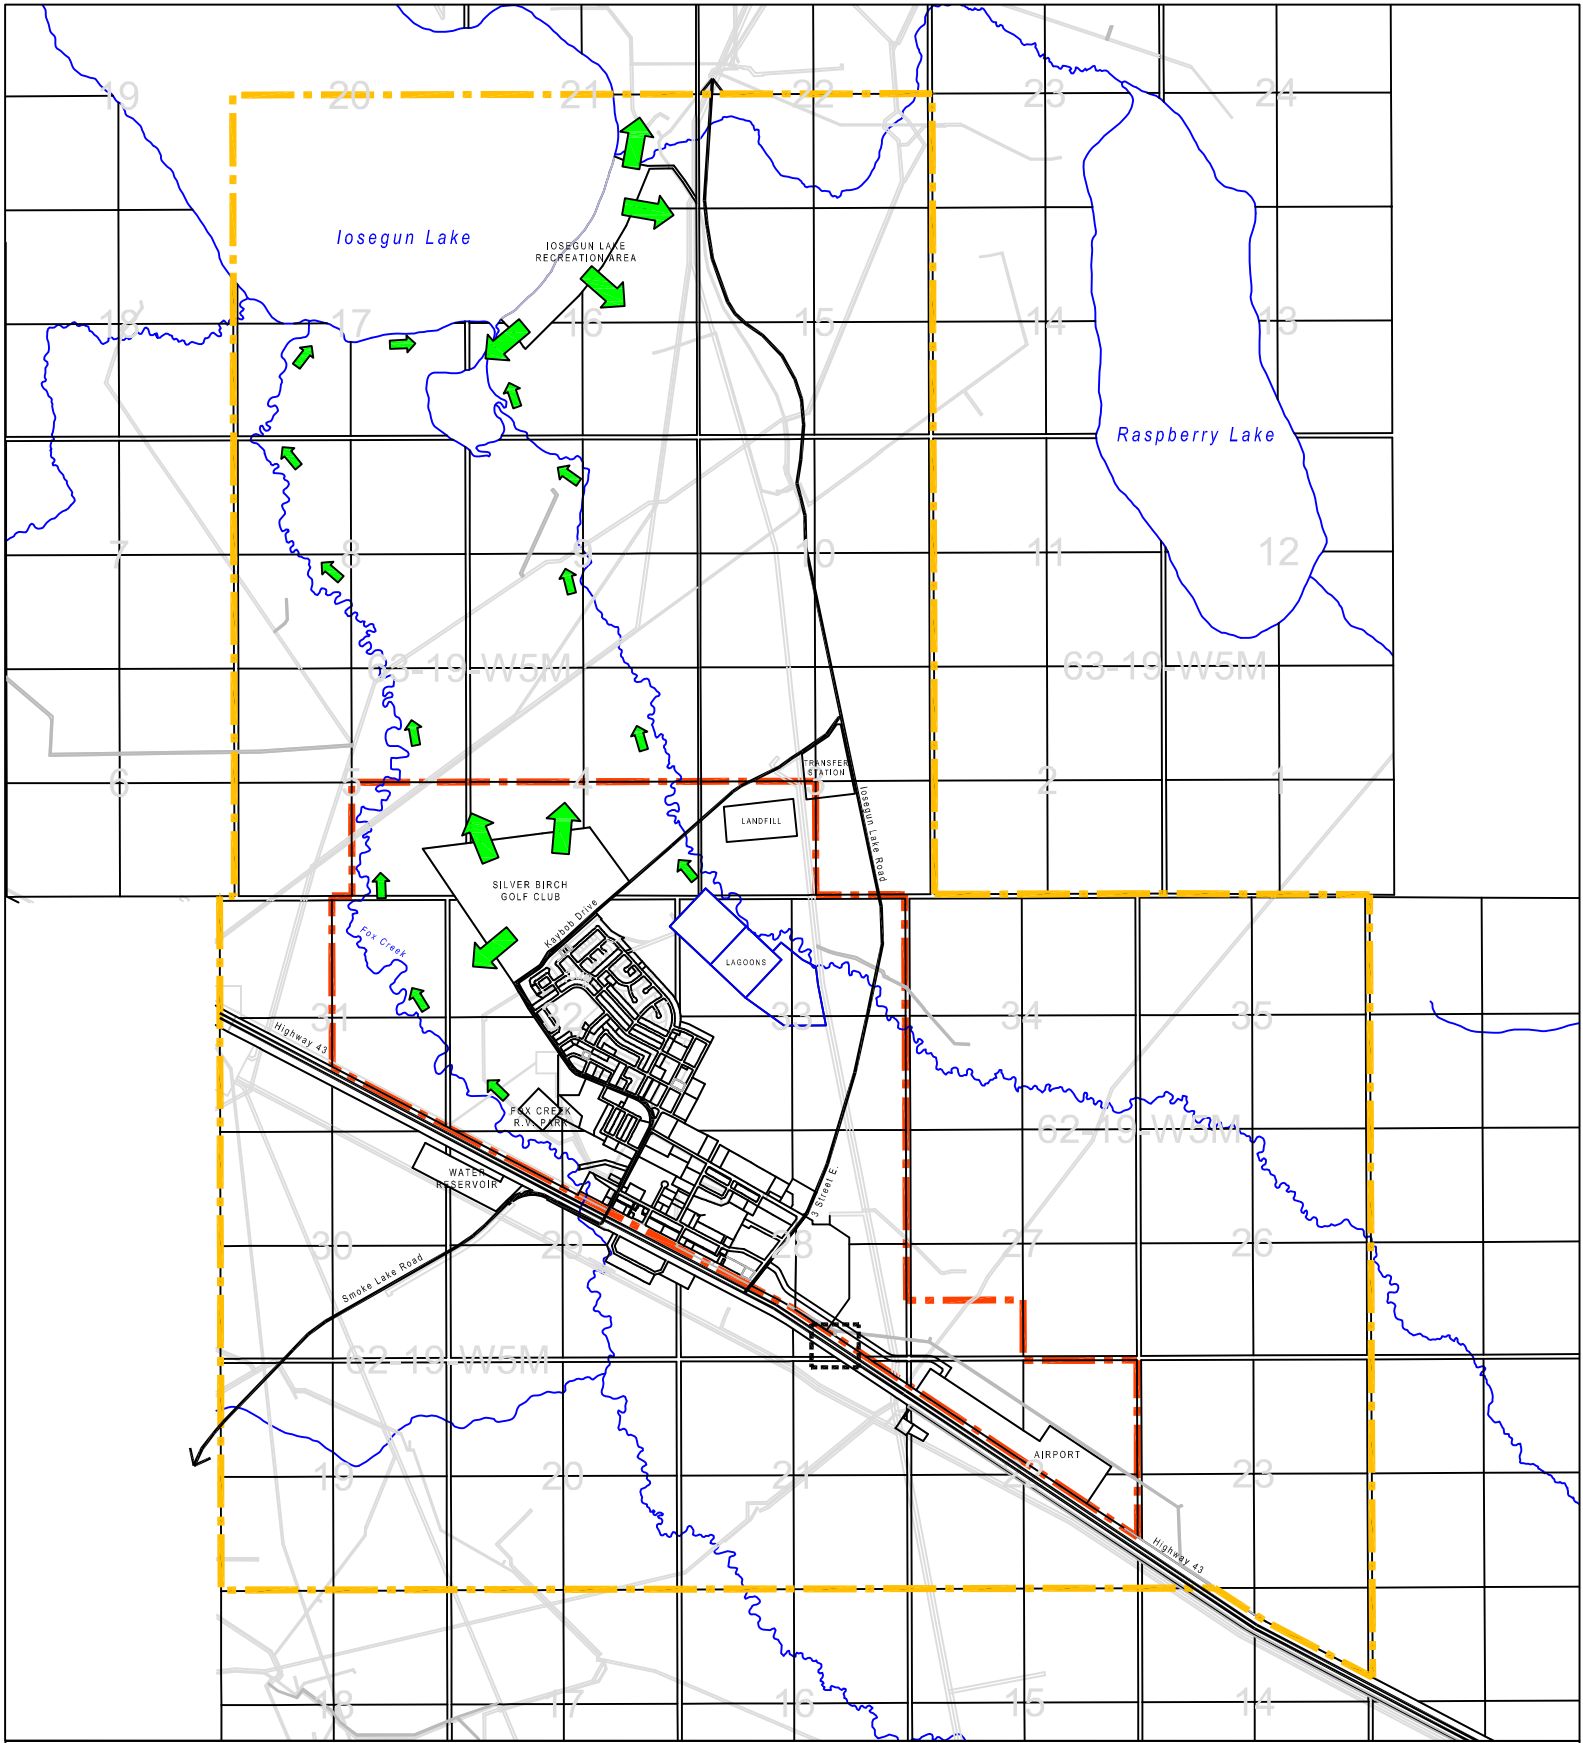 19
20
21
22
23
24
Iosegun Lake
IOSEGUN LAKE
RECREATION AREA
18
17
16
15
14
13
Raspberry Lake
7
8
9
10
11
12
63-19-W5M
63-19-W5M
6
5
4
3
2
1
TRANSFER
STATION
LANDFILL
Iosegun Lake Road
SILVER BIRCH
GOLF CLUB
Kaybob Drive
Fox Creek
LAGOONS
31
32
33
34
35
Highway 43
FOX CREEK
R.V. PARK
62-19-W5M
WATER
RESERVOIR
3 Street E.
30
29
28
27
26
Smoke Lake Road
62-19-W5M
AIRPORT
19
20
21
22
23
Highway 43
18
17
16
15
14